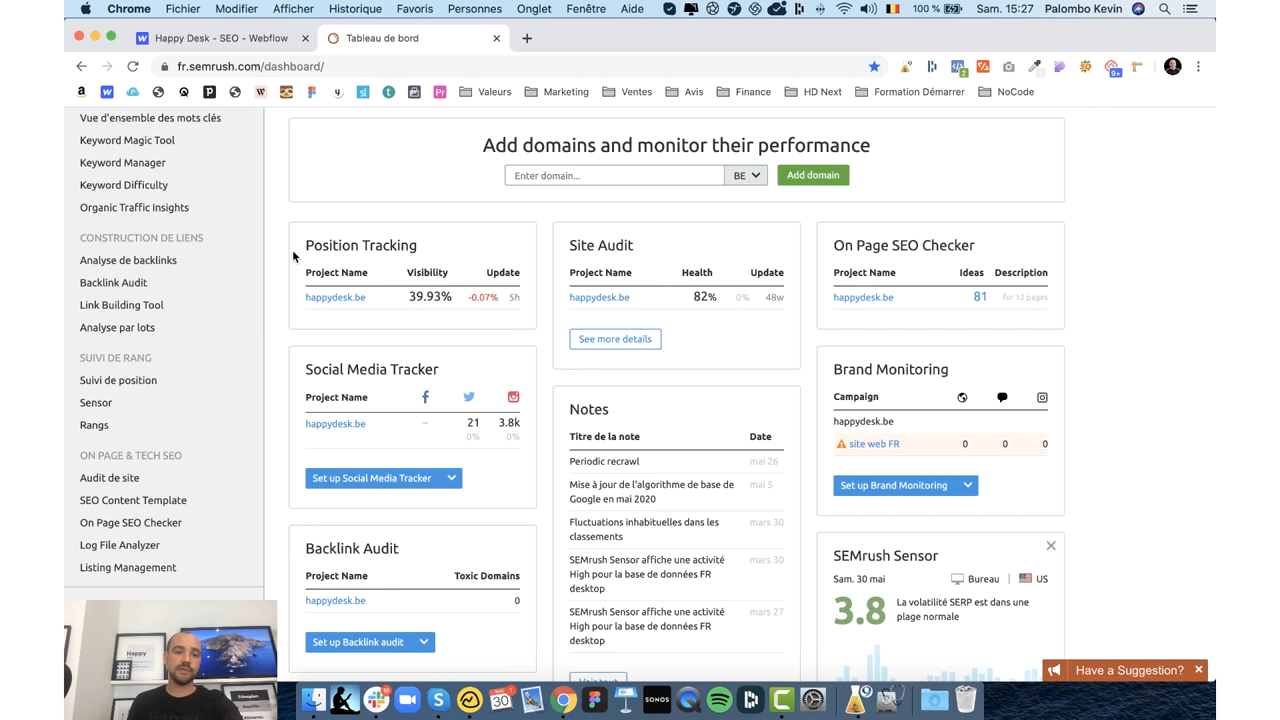 Chrome Fichier Modifier Afficher Historique Favoris Personnes Onglet Fenêtre Aide 100 % Sam. 15:27 Palombo Kevin
Happy Desk - SEO - Webflow Tableau de bord
fr.semrush.com/dashboard/
Valeurs Marketing Ventes Avis Finance HD Next Formation Démarrer NoCode
Vue d'ensemble des mots clés
Keyword Magic Tool
Keyword Manager
Keyword Difficulty
Organic Traffic Insights
CONSTRUCTION DE LIENS
Analyse de backlinks
Backlink Audit
Link Building Tool
Analyse par lots
SUIVI DE RANG
Suivi de position
Sensor
Rangs
ON PAGE & TECH SEO
Audit de site
SEO Content Template
On Page SEO Checker
Log File Analyzer
Listing Management
Add domains and monitor their performance
Enter domain... BE Add domain
Position Tracking
Project Name Visibility Update
happydesk.be 39.93% -0.07% 5h
Site Audit
Project Name Health Update
happydesk.be 82% 0% 48w
See more details
On Page SEO Checker
Project Name Ideas Description
happydesk.be 81 for 12 pages
Social Media Tracker
Project Name
happydesk.be – 21 3.8k
0% 0%
Set up Social Media Tracker
Notes
Titre de la note Date
Periodic recrawl mai 26
Mise à jour de l'algorithme de base de mai 5
Google en mai 2020
Fluctuations inhabituelles dans les mars 30
classements
SEMrush Sensor affiche une activité mars 30
High pour la base de données FR
desktop
SEMrush Sensor affiche une activité mars 27
High pour la base de données FR
desktop
Brand Monitoring
Campaign
happydesk.be
site web FR 0 0 0
Set up Brand Monitoring
Backlink Audit
Project Name Toxic Domains
happydesk.be 0
Set up Backlink audit
SEMrush Sensor
Sam. 30 mai Bureau US
3.8 La volatilité SERP est dans une
plage normale
Have a Suggestion?
Happy
SONOS